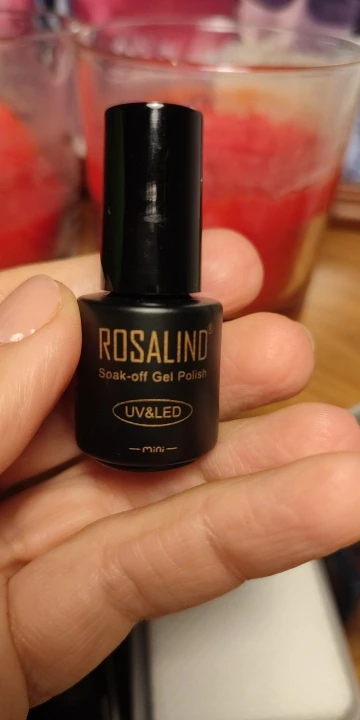 ROSALIND®
Soak-off Gel Polish
UV&LED
— mini —